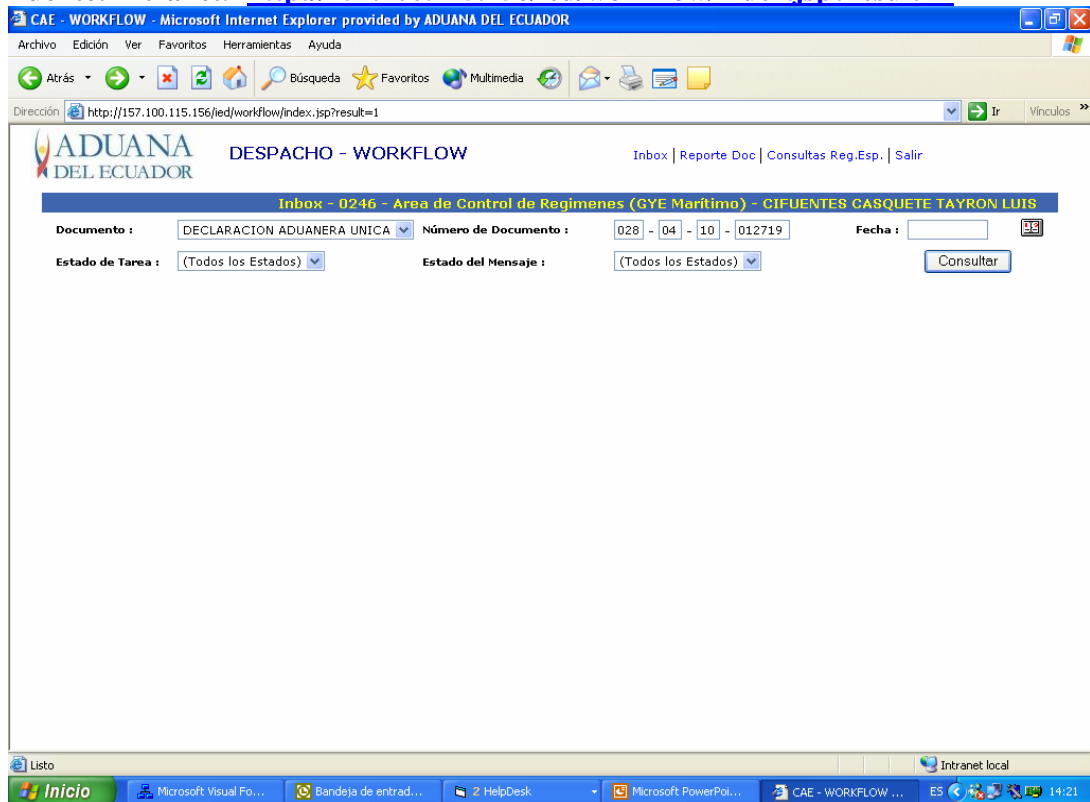 CAE - WORKFLOW - Microsoft Internet Explorer provided by ADUANA DEL ECUADOR
Archivo Edición Ver Favoritos Herramientas Ayuda
Atrás Búsqueda Favoritos Multimedia
Dirección http://157.100.115.156/ied/workflow/index.jsp?result=1 Ir Vínculos »
ADUANA
DEL ECUADOR
DESPACHO - WORKFLOW
Inbox | Reporte Doc | Consultas Reg.Esp. | Salir
Inbox - 0246 - Area de Control de Regimenes (GYE Marítimo) - CIFUENTES CASQUETE TAYRON LUIS
Documento : DECLARACION ADUANERA UNICA Número de Documento : 028 - 04 - 10 - 012719 Fecha :
Estado de Tarea : (Todos los Estados) Estado del Mensaje : (Todos los Estados) Consultar
Listo Intranet local
Inicio Microsoft Visual Fo... Bandeja de entrad... 2 HelpDesk Microsoft PowerPoi... CAE - WORKFLOW ... ES 14:21